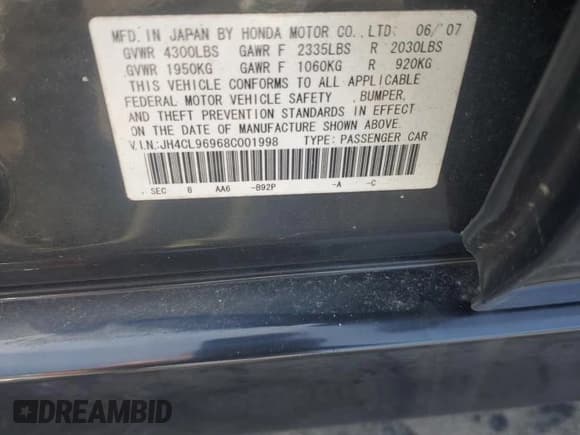 MFD. IN JAPAN BY HONDA MOTOR CO., LTD. 06/'07
GVWR 4300LBS GAWR F 2335LBS R 2030LBS
GVWR 1950KG GAWR F 1060KG R 920KG
THIS VEHICLE CONFORMS TO ALL APPLICABLE
FEDERAL MOTOR VEHICLE SAFETY , BUMPER,
AND THEFT PREVENTION STANDARDS IN EFFECT
ON THE DATE OF MANUFACTURE SHOWN ABOVE.
V.I.N:JH4CL96968C001998 TYPE: PASSENGER CAR
SEC 8 AA6 -B92P -A -C
DREAMBID